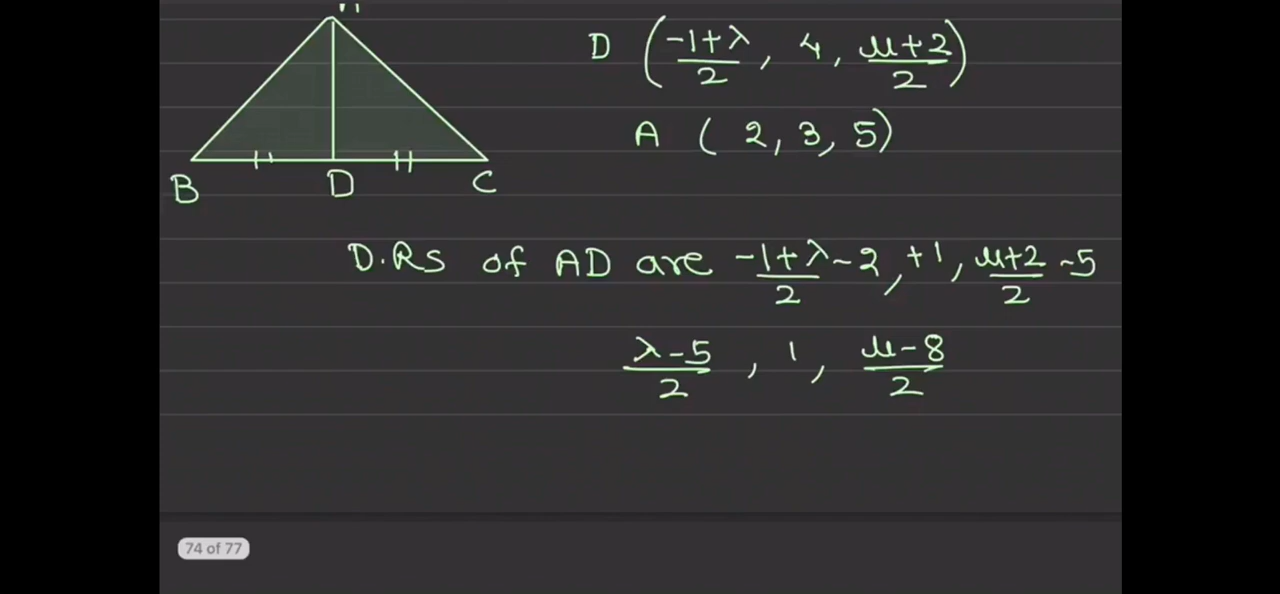 D (-1+λ/2, 4, μ+2/2)
A (2, 3, 5)
B D C
D.Rs of AD are -1+λ/2 -2, +1, μ+2/2 -5
λ-5/2, 1, μ-8/2
74 of 77